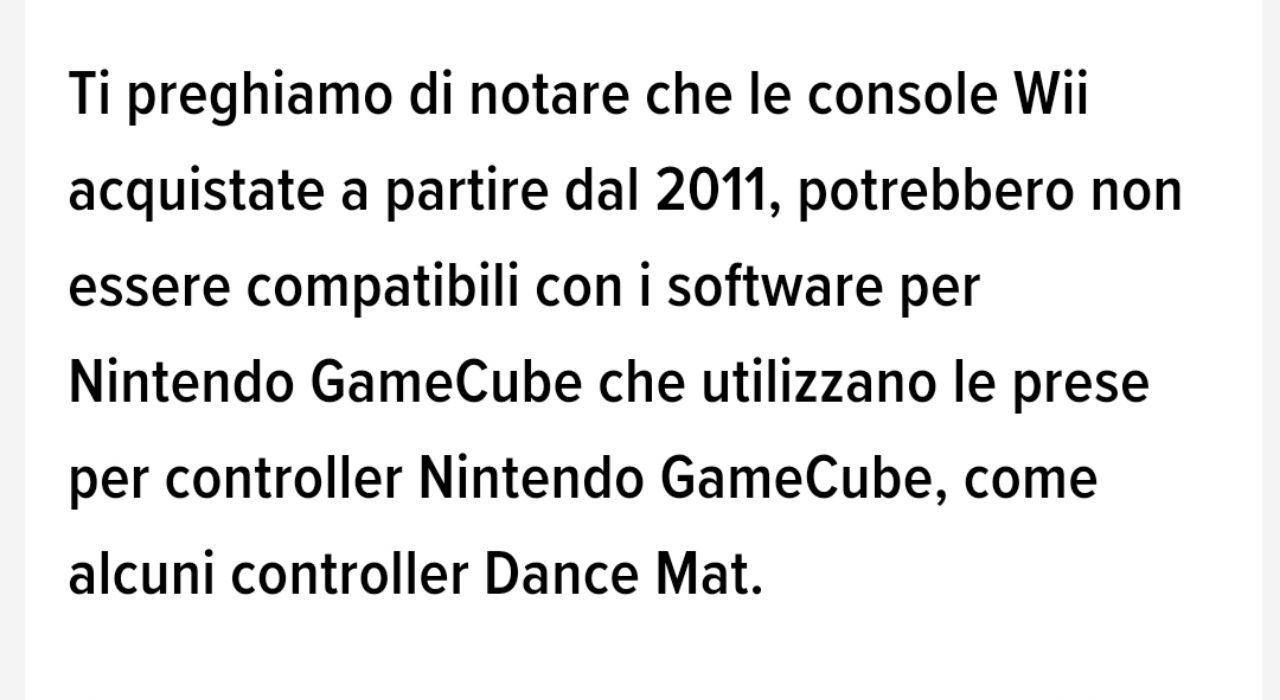 Ti preghiamo di notare che le console Wii
acquistate a partire dal 2011, potrebbero non
essere compatibili con i software per
Nintendo GameCube che utilizzano le prese
per controller Nintendo GameCube, come
alcuni controller Dance Mat.